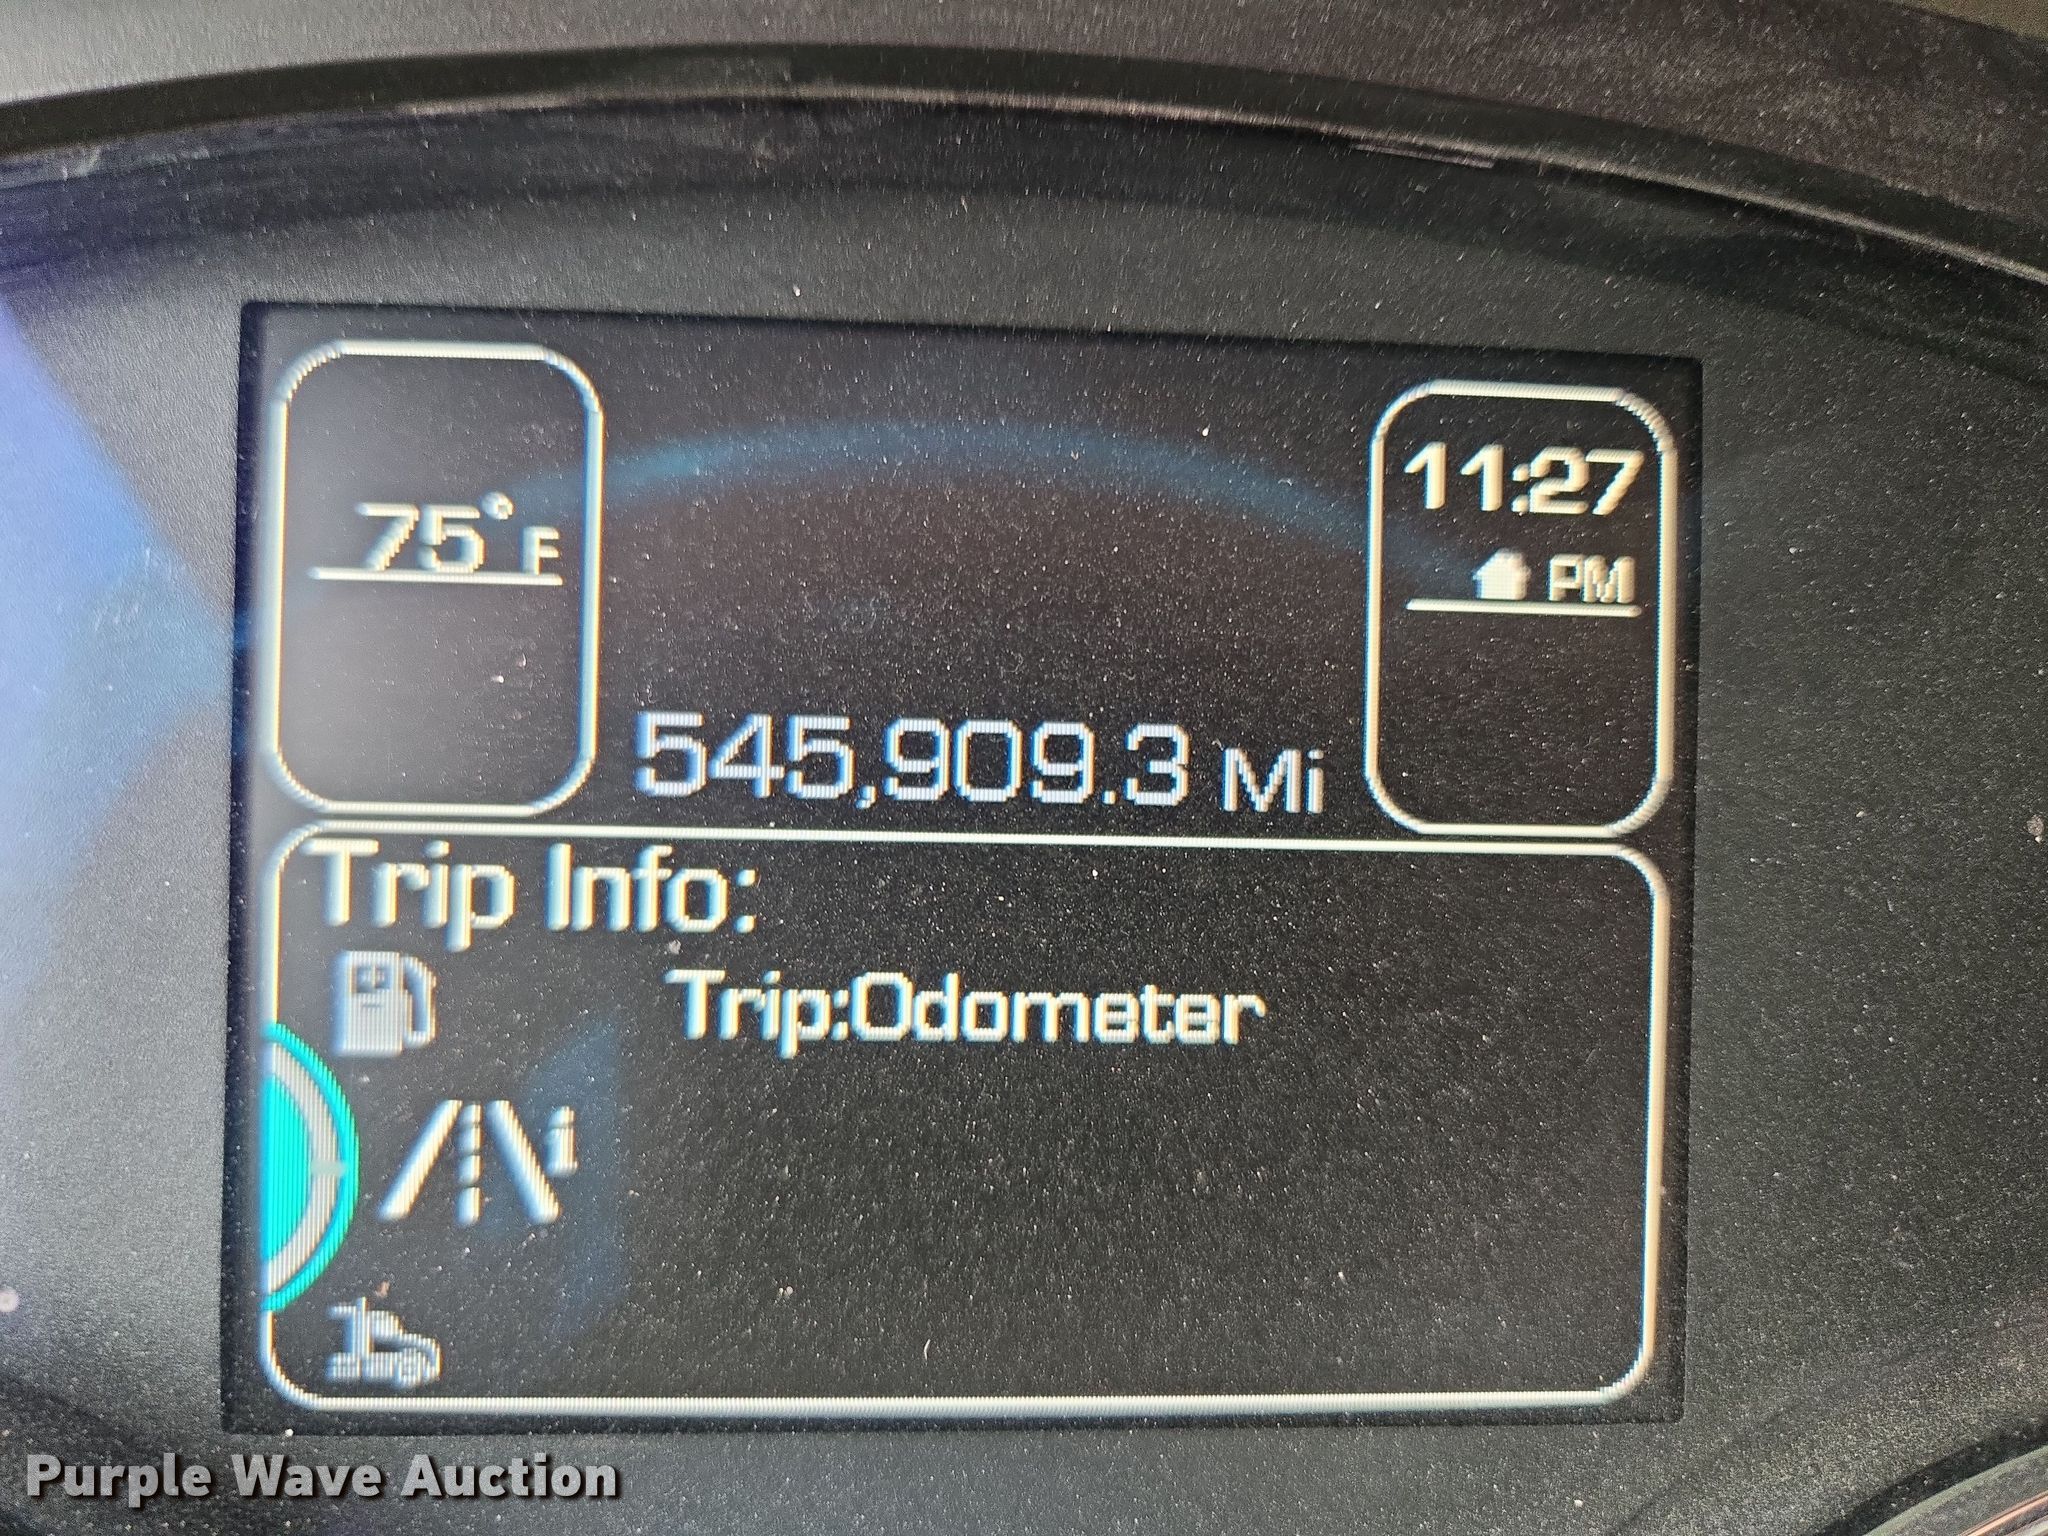 75°F
11:27
PM
545,909.3 Mi
Trip Info:
Trip:Odometer
i
Purple Wave Auction